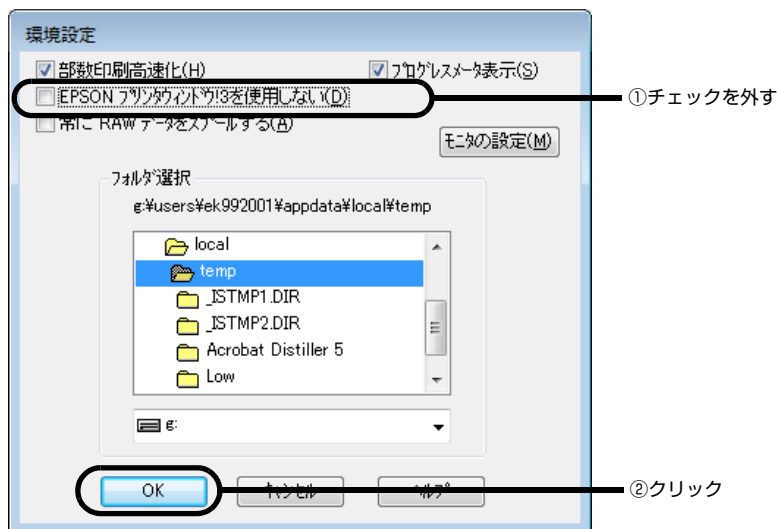 環境設定
部数印刷高速化(H)
プログレスメータ表示(S)
EPSON プリンタウィンドウ!3を使用しない(D)
①チェックを外す
常に RAW データをスプールする(A)
モニタの設定(M)
フォルダ選択
g:¥users¥ek992001¥appdata¥local¥temp
local
temp
_ISTMP1.DIR
_ISTMP2.DIR
Acrobat Distiller 5
Low
g:
OK
キャンセル
ヘルプ
②クリック